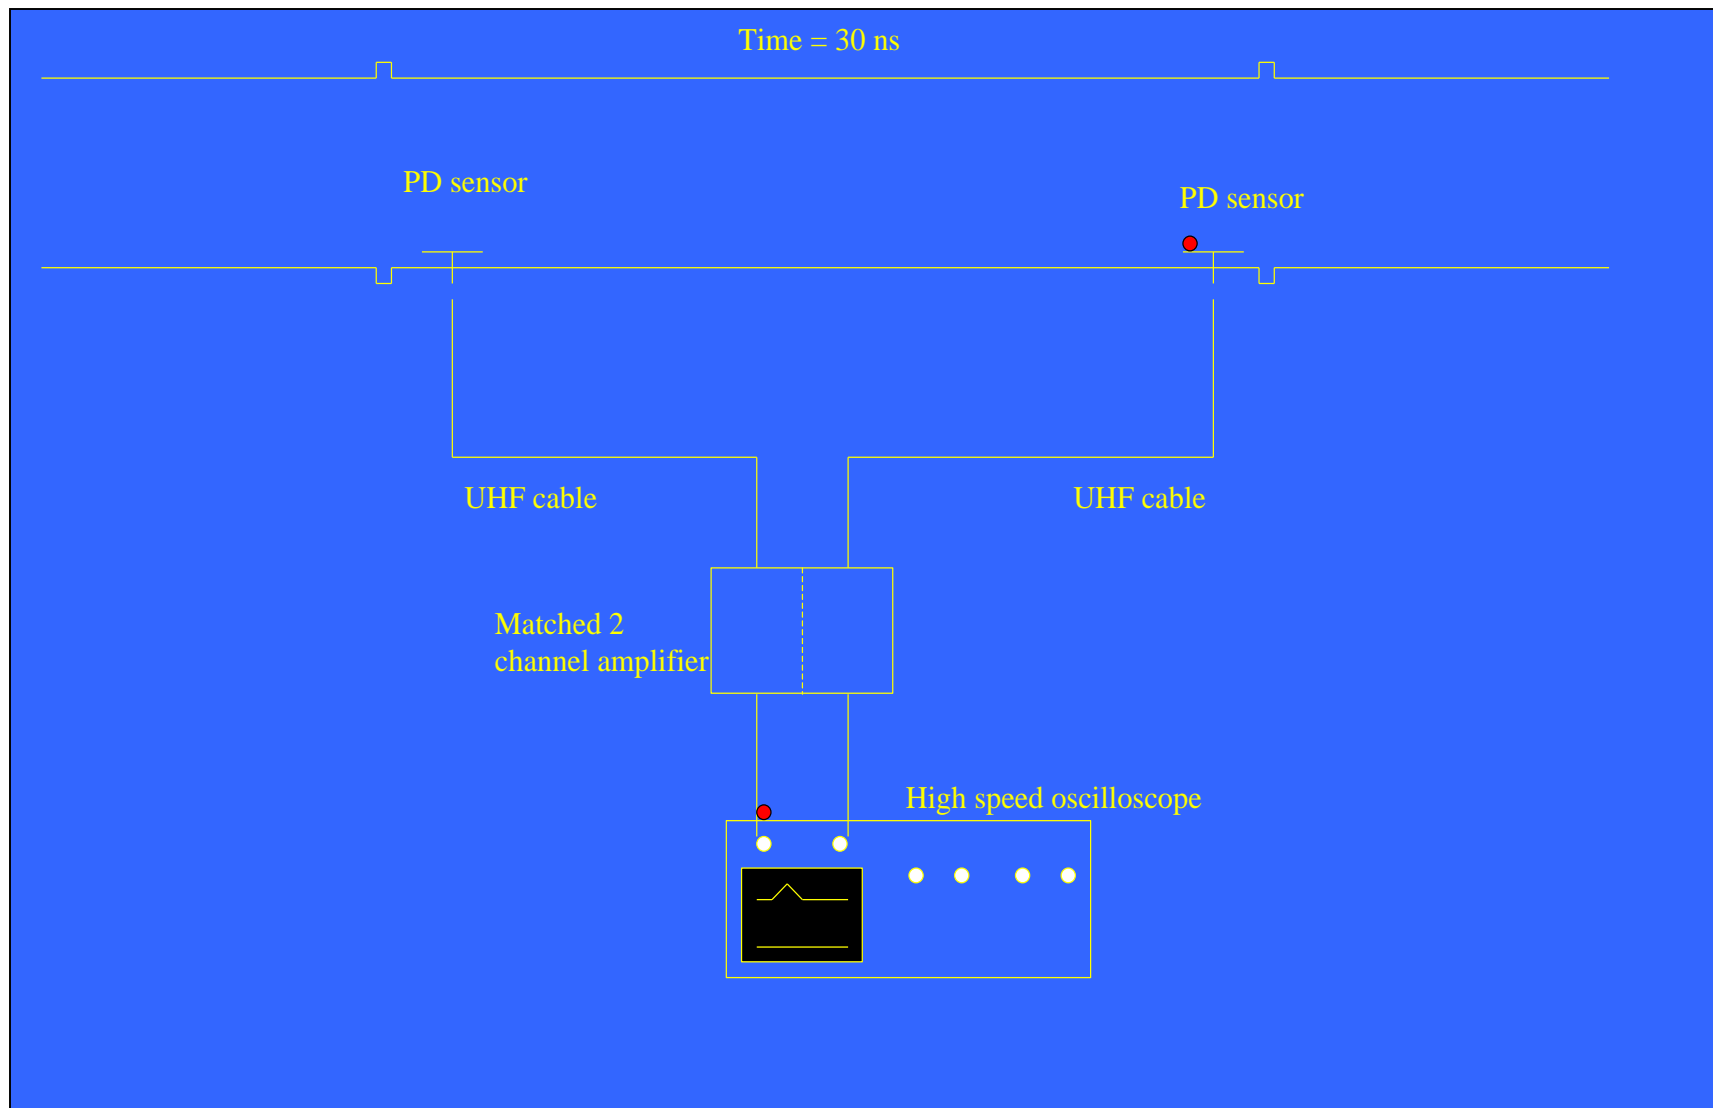 Time = 30 ns
PD sensor
PD sensor
UHF cable
UHF cable
Matched 2
channel amplifier
High speed oscilloscope